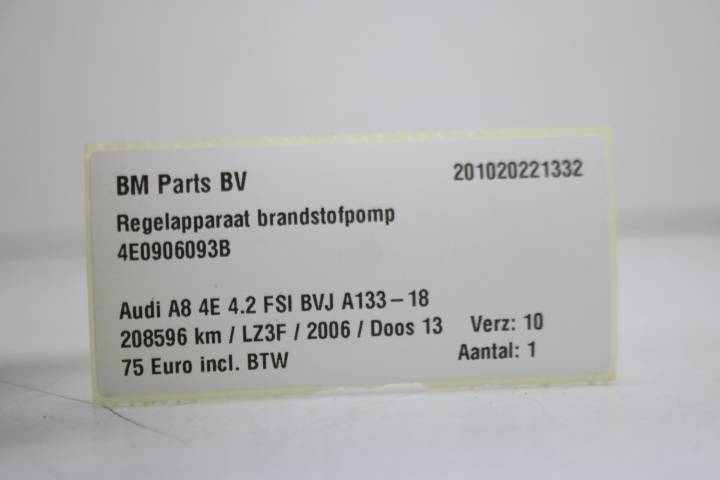 BM Parts BV 201020221332
Regelapparaat brandstofpomp
4E0906093B
Audi A8 4E 4.2 FSI BVJ A133-18
208596 km / LZ3F / 2006 / Doos 13 Verz: 10
75 Euro incl. BTW Aantal: 1